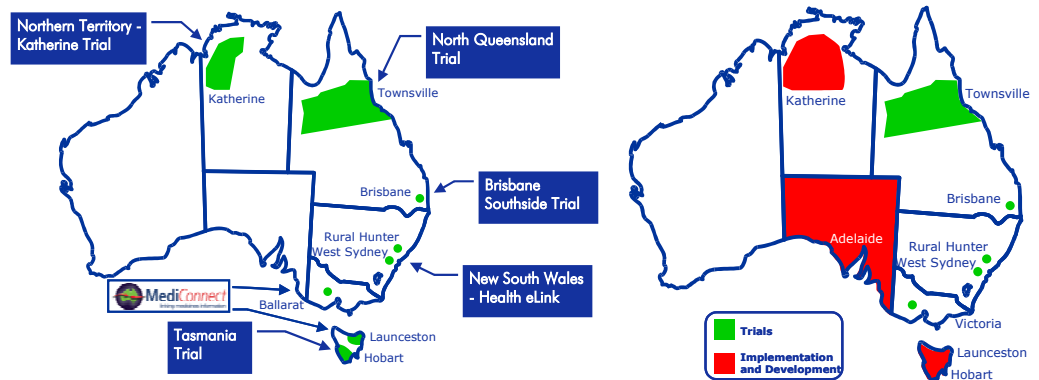 Northern Territory -
Katherine Trial
North Queensland
Trial
Katherine
Townsville
Brisbane
Brisbane
Southside Trial
Rural Hunter
West Sydney
New South Wales
- Health eLink
MediConnect
linking medicines information
Ballarat
Tasmania
Trial
Launceston
Hobart
Katherine
Townsville
Brisbane
Adelaide
Rural Hunter
West Sydney
Victoria
Trials
Implementation
and Development
Launceston
Hobart